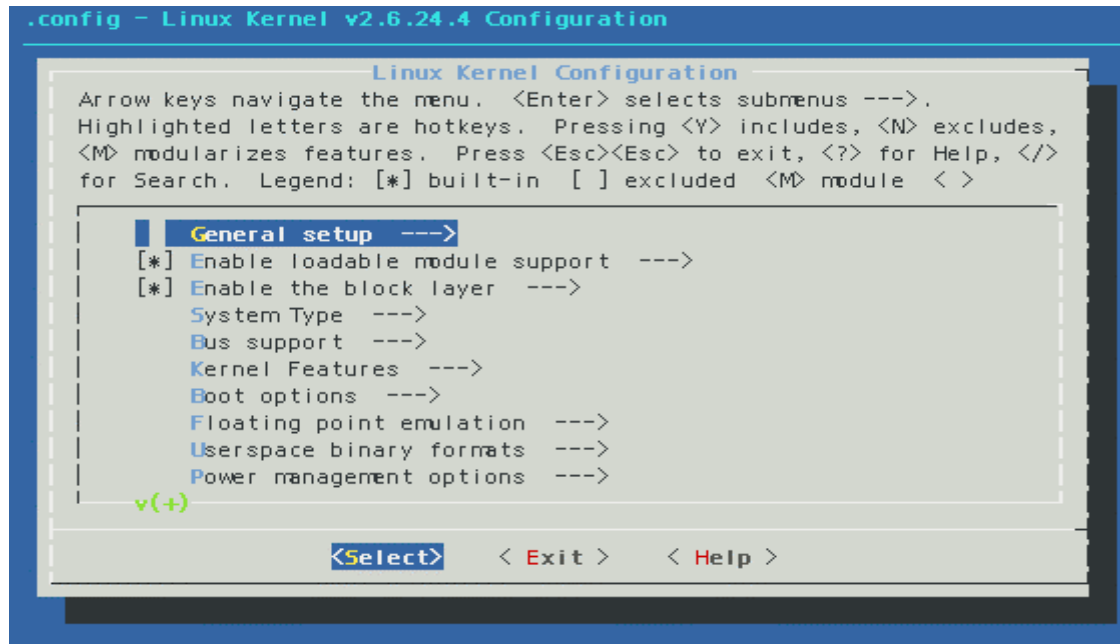 .config - Linux Kernel v2.6.24.4 Configuration
Linux Kernel Configuration
Arrow keys navigate the menu.  <Enter> selects submenus --->.
Highlighted letters are hotkeys.  Pressing <Y> includes, <N> excludes,
<M> modularizes features.  Press <Esc><Esc> to exit, <?> for Help, </>
for Search.  Legend: [*] built-in  [ ] excluded  <M> module  < >
General setup  --->
[*] Enable loadable module support  --->
[*] Enable the block layer  --->
System Type  --->
Bus support  --->
Kernel Features  --->
Boot options  --->
Floating point emulation  --->
Userspace binary formats  --->
Power management options  --->
v(+)
<Select>    < Exit >    < Help >